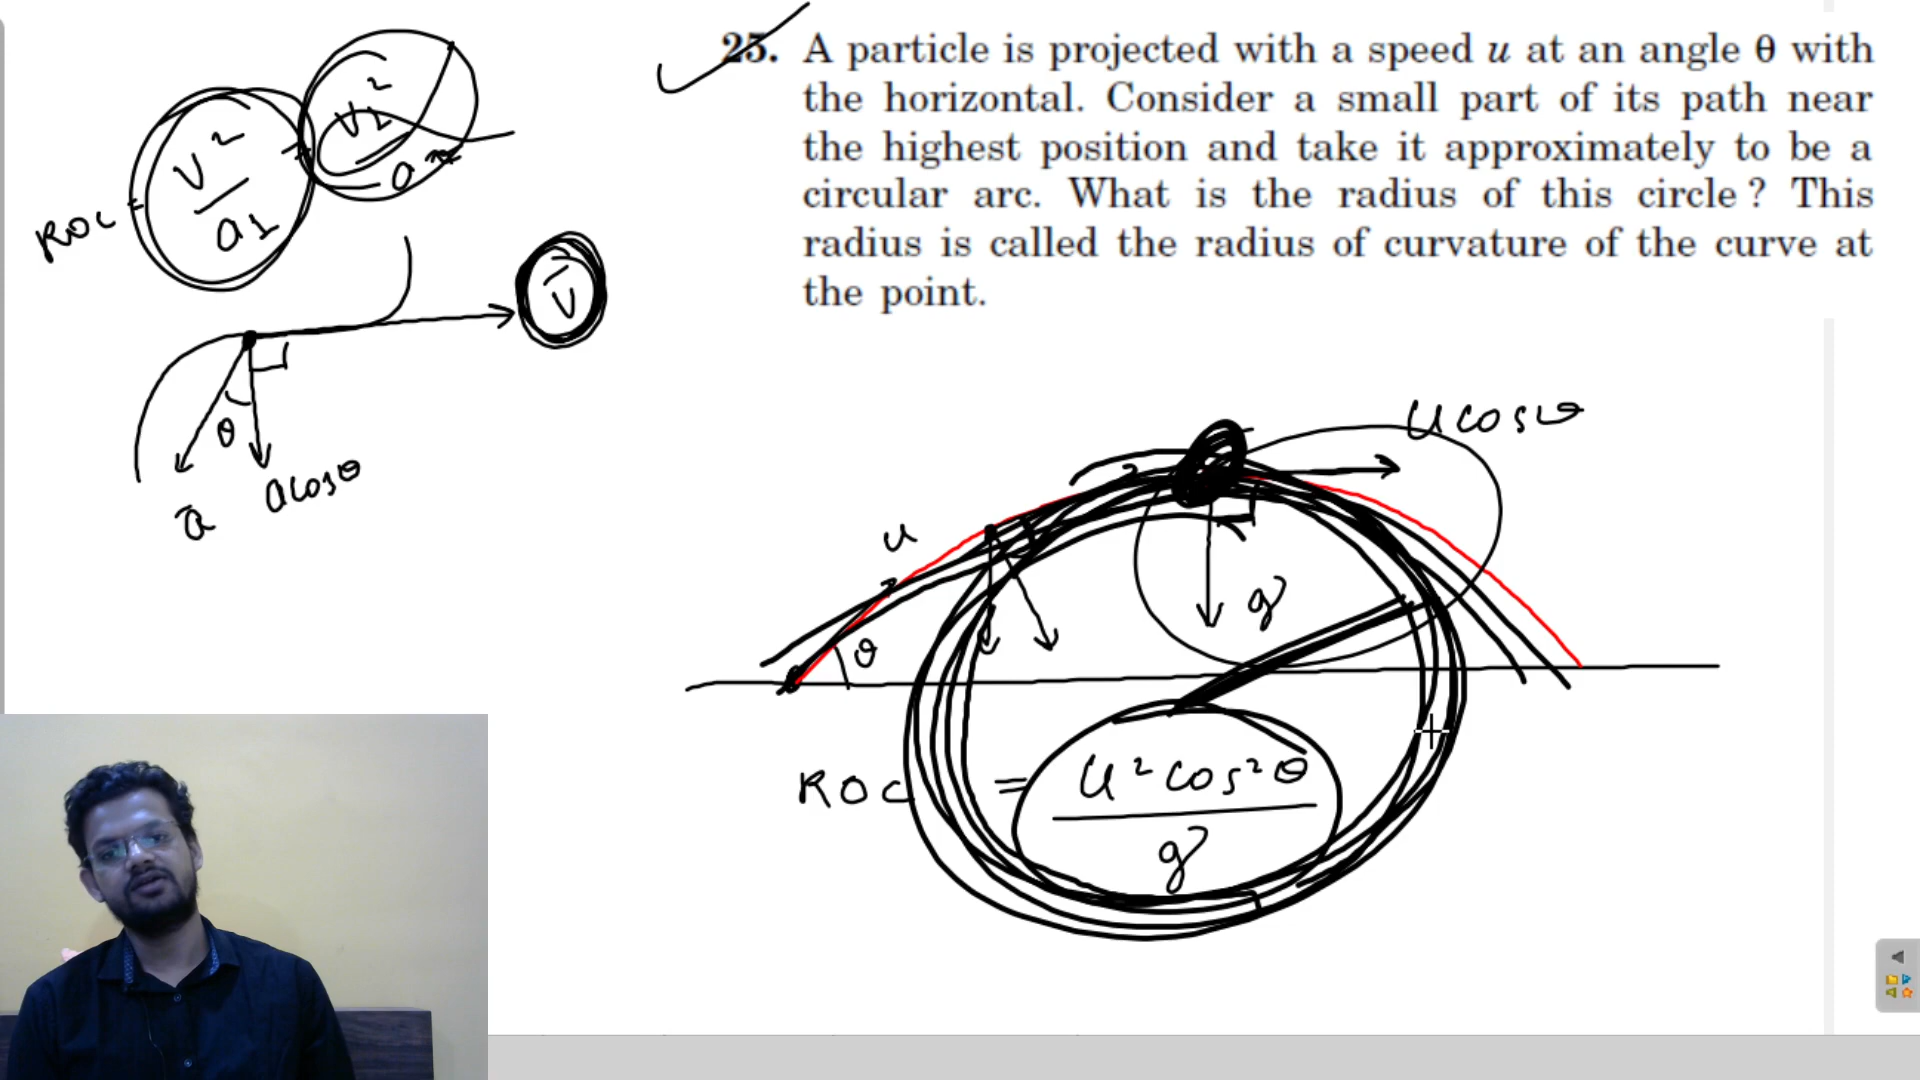 25. A particle is projected with a speed u at an angle θ with
the horizontal. Consider a small part of its path near
the highest position and take it approximately to be a
circular arc. What is the radius of this circle ? This
radius is called the radius of curvature of the curve at
the point.
ROC = V²/a⊥
V²
V̄
θ
ā
a cosθ
u cosθ
u
θ
g
ROC = u² cos² θ / g